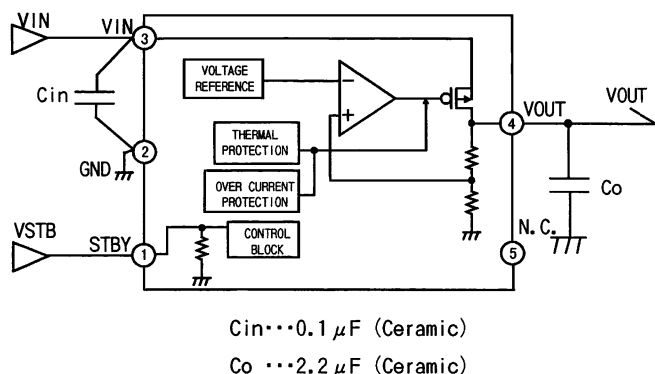 VIN
VIN
3
VOLTAGE
REFERENCE
−
+
Cin
2
GND
THERMAL
PROTECTION
OVER CURRENT
PROTECTION
4
VOUT
VOUT
Co
VSTB
STBY
1
CONTROL
BLOCK
N.C.
5
Cin･･･0.1μF (Ceramic)
Co ･･･2.2μF (Ceramic)